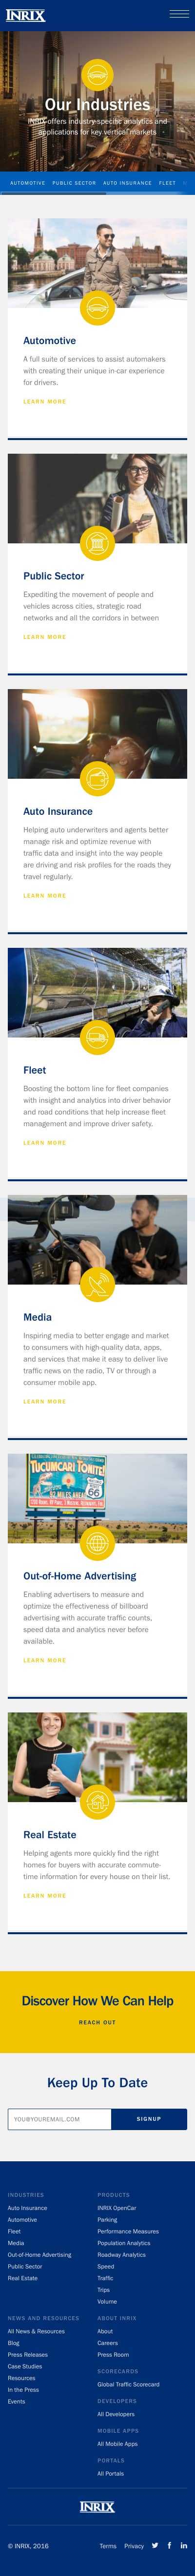 INRIX
Our Industries
INRIX offers industry-specific analytics and
applications for key vertical markets
AUTOMOTIVE PUBLIC SECTOR AUTO INSURANCE FLEET
Automotive
A full suite of services to assist automakers
with creating their unique in-car experience
for drivers.
LEARN MORE
Public Sector
Expediting the movement of people and
vehicles across cities, strategic road
networks and all the corridors in between
LEARN MORE
Auto Insurance
Helping auto underwriters and agents better
manage risk and optimize revenue with
traffic data and insight into the way people
are driving and risk profiles for the roads they
travel regularly.
LEARN MORE
Fleet
Boosting the bottom line for fleet companies
with insight and analytics into driver behavior
and road conditions that help increase fleet
management and improve driver safety.
LEARN MORE
Media
Inspiring media to better engage and market
to consumers with high-quality data, apps,
and services that make it easy to deliver live
traffic news on the radio, TV or through a
consumer mobile app.
LEARN MORE
TUCUMCARI TONITE!
Out-of-Home Advertising
Enabling advertisers to measure and
optimize the effectiveness of billboard
advertising with accurate traffic counts,
speed data and analytics never before
available.
LEARN MORE
Real Estate
Helping agents more quickly find the right
homes for buyers with accurate commute-
time information for every house on their list.
LEARN MORE
Discover How We Can Help
REACH OUT
Keep Up To Date
YOU@YOUREMAIL.COM
SIGNUP
INDUSTRIES
Auto Insurance
Automotive
Fleet
Media
Out-of-Home Advertising
Public Sector
Real Estate
PRODUCTS
INRIX OpenCar
Parking
Performance Measures
Population Analytics
Roadway Analytics
Speed
Traffic
Trips
Volume
NEWS AND RESOURCES
All News & Resources
Blog
Press Releases
Case Studies
Resources
In the Press
Events
ABOUT INRIX
About
Careers
Press Room
SCORECARDS
Global Traffic Scorecard
DEVELOPERS
All Developers
MOBILE APPS
All Mobile Apps
PORTALS
All Portals
INRIX
© INRIX, 2016 Terms Privacy